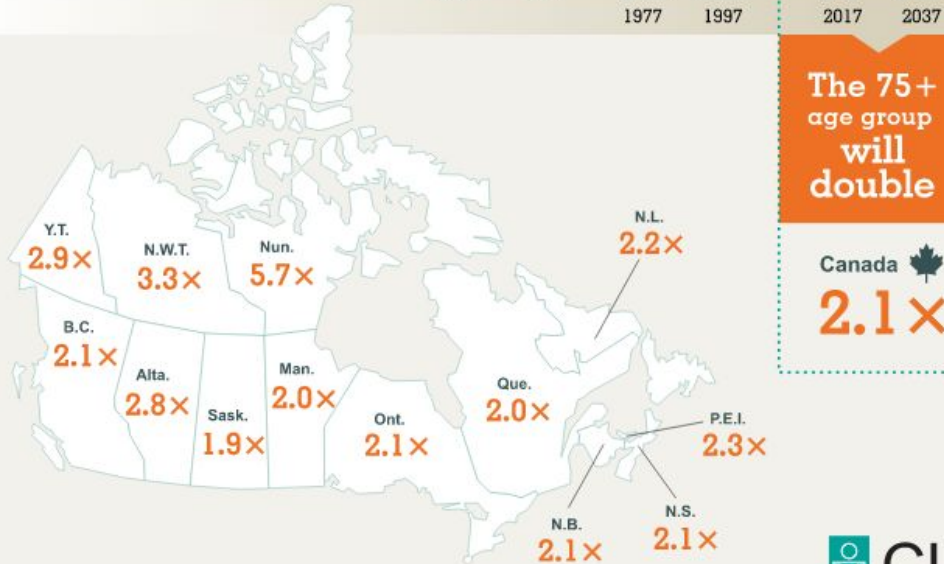 1977 1997 2017 2037
The 75+
age group
will
double
Canada
2.1×
Y.T.
2.9×
N.W.T.
3.3×
Nun.
5.7×
N.L.
2.2×
B.C.
2.1×
Alta.
2.8×
Sask.
1.9×
Man.
2.0×
Ont.
2.1×
Que.
2.0×
P.E.I.
2.3×
N.B.
2.1×
N.S.
2.1×